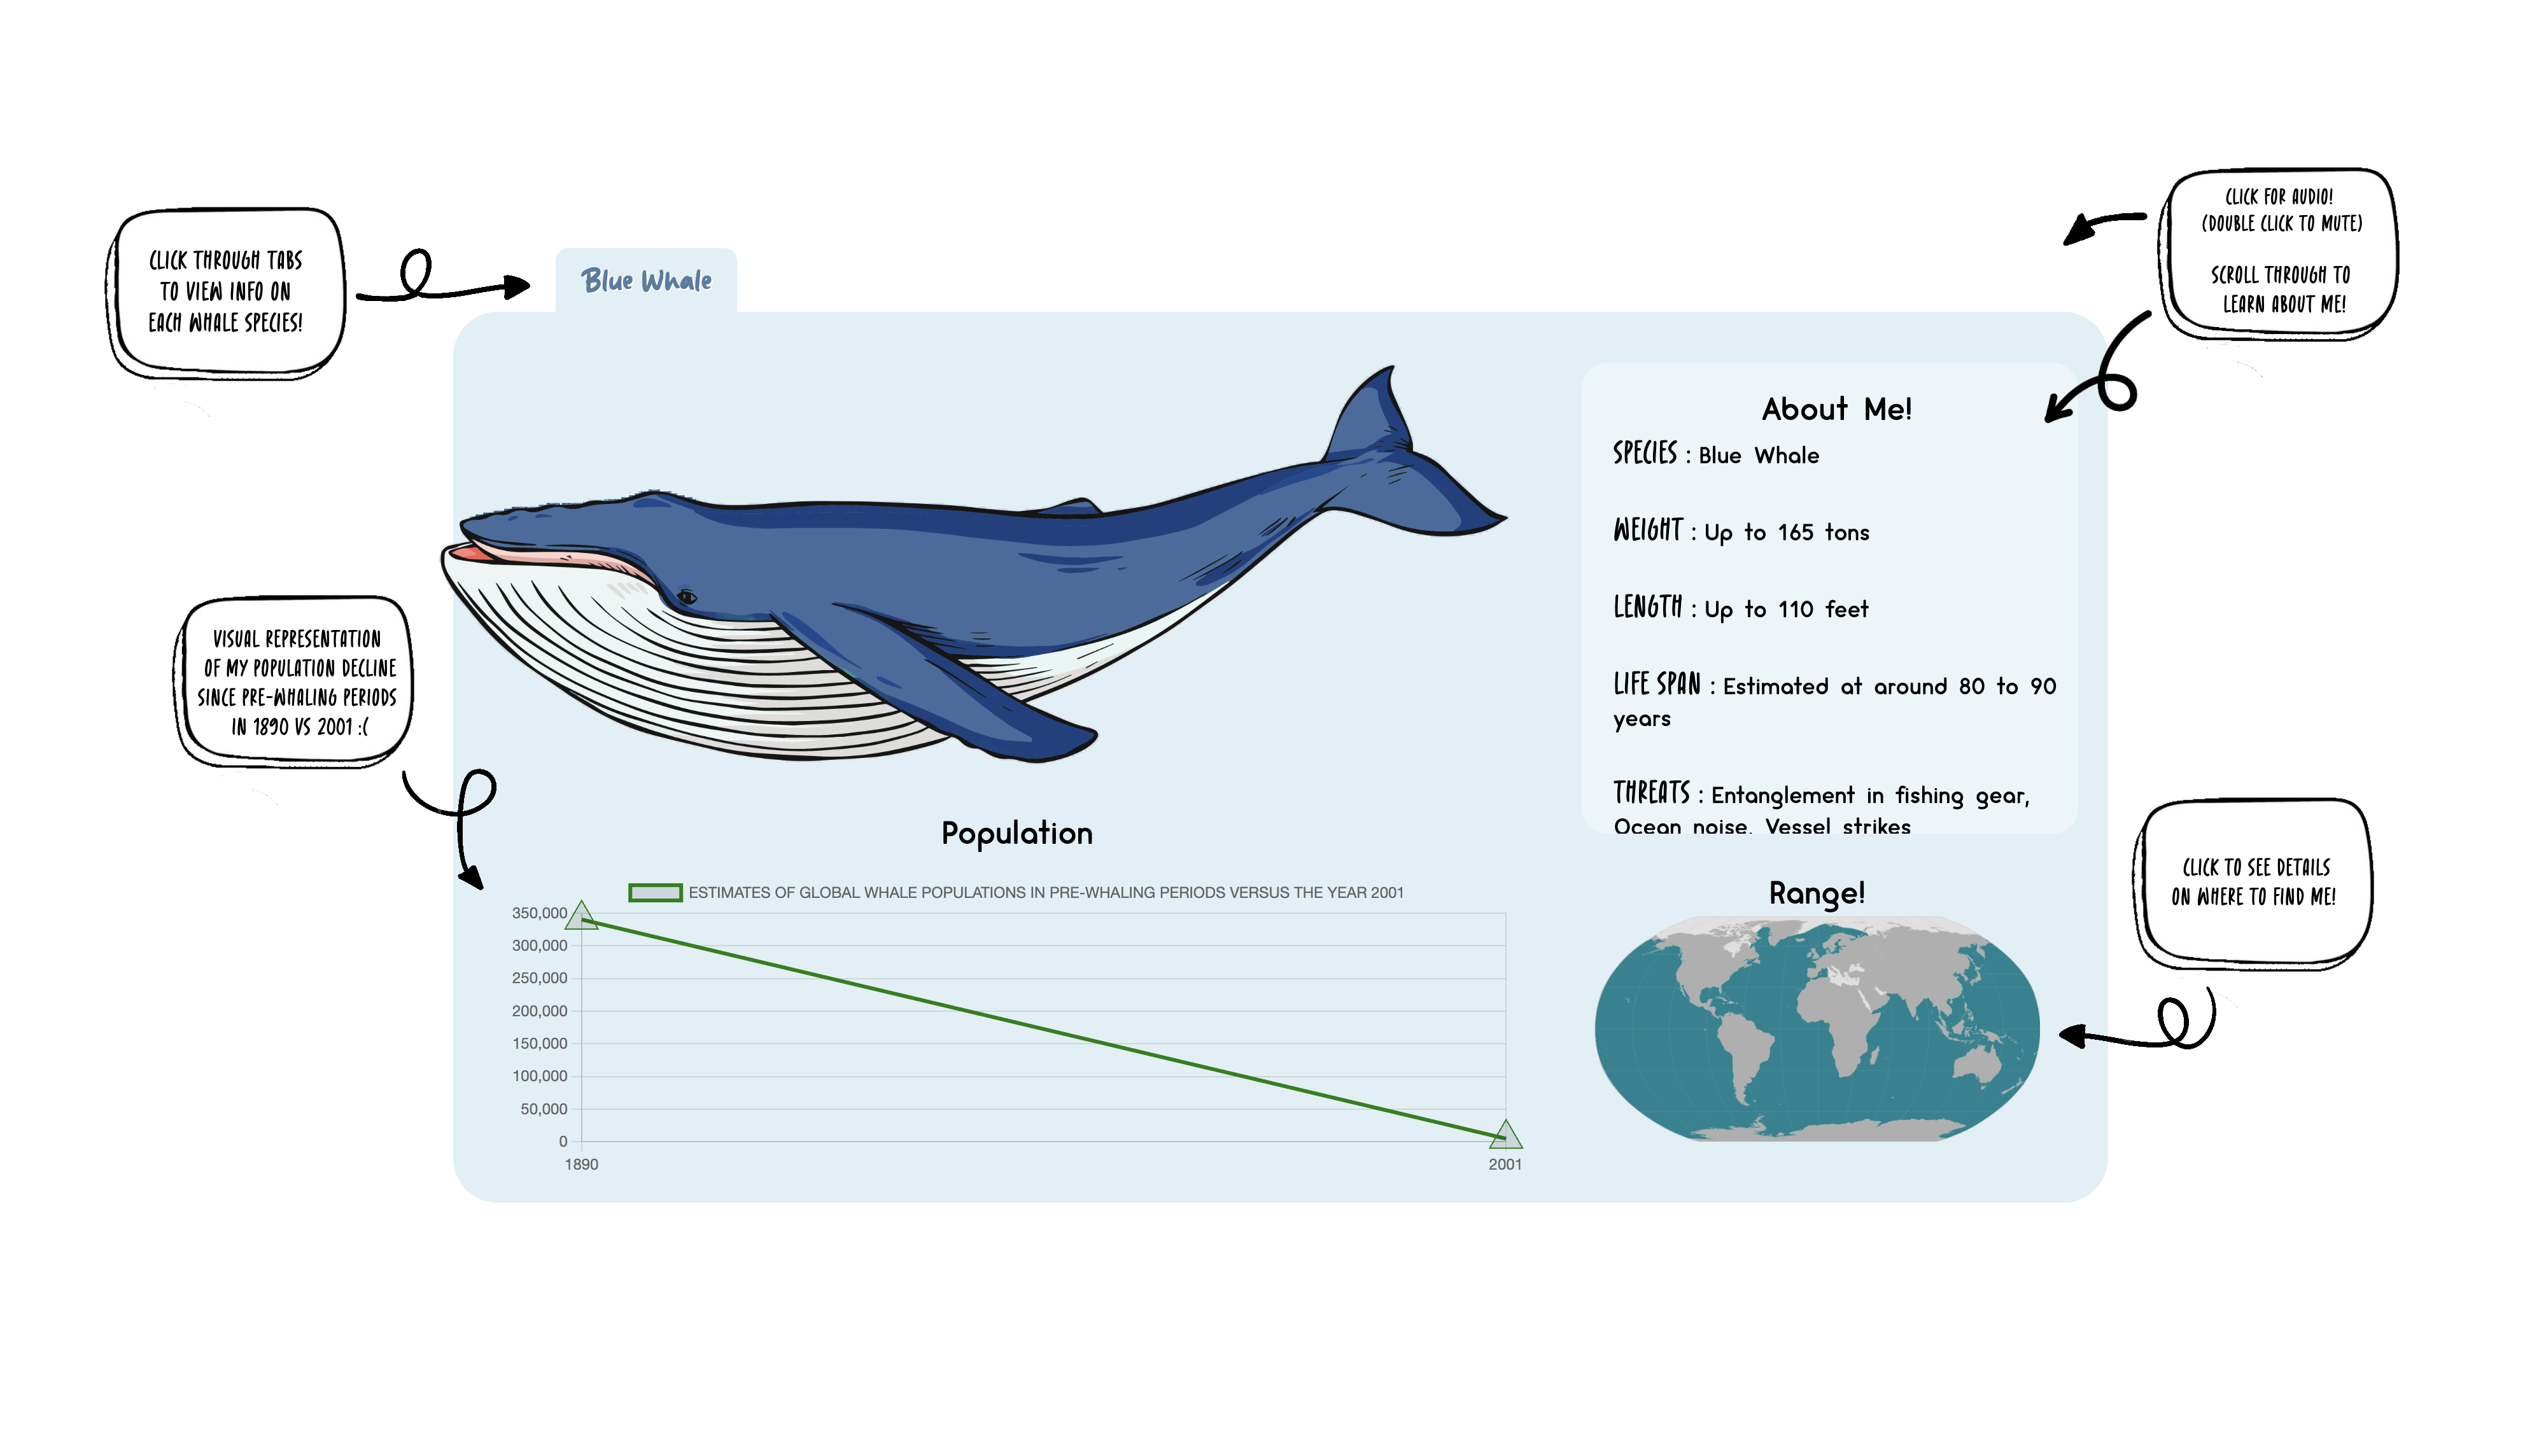 CLICK THROUGH TABS
TO VIEW INFO ON
EACH WHALE SPECIES!
Blue Whale
CLICK FOR AUDIO!
(DOUBLE CLICK TO MUTE)
SCROLL THROUGH TO
LEARN ABOUT ME!
About Me!
SPECIES : Blue Whale
WEIGHT : Up to 165 tons
LENGTH : Up to 110 feet
LIFE SPAN : Estimated at around 80 to 90
years
THREATS : Entanglement in fishing gear,
Ocean noise, Vessel strikes
VISUAL REPRESENTATION
OF MY POPULATION DECLINE
SINCE PRE-WHALING PERIODS
IN 1890 VS 2001 :(
Population
ESTIMATES OF GLOBAL WHALE POPULATIONS IN PRE-WHALING PERIODS VERSUS THE YEAR 2001
350,000
300,000
250,000
200,000
150,000
100,000
50,000
0
1890
2001
Range!
CLICK TO SEE DETAILS
ON WHERE TO FIND ME!